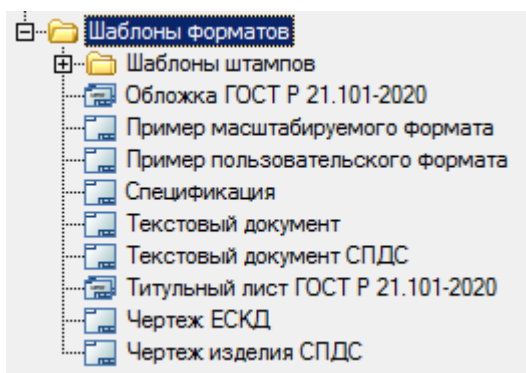 Шаблоны форматов
Шаблоны штампов
Обложка ГОСТ Р 21.101-2020
Пример масштабируемого формата
Пример пользовательского формата
Спецификация
Текстовый документ
Текстовый документ СПДС
Титульный лист ГОСТ Р 21.101-2020
Чертеж ЕСКД
Чертеж изделия СПДС